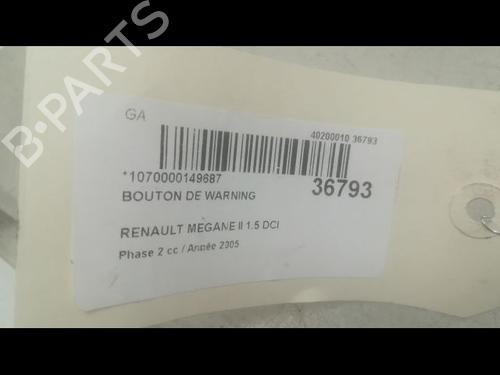 GA
40200010 36793
*1070000149687
36793
BOUTON DE WARNING
RENAULT MEGANE II 1.5 DCI
Phase 2 cc / Année 2005
B-PARTS